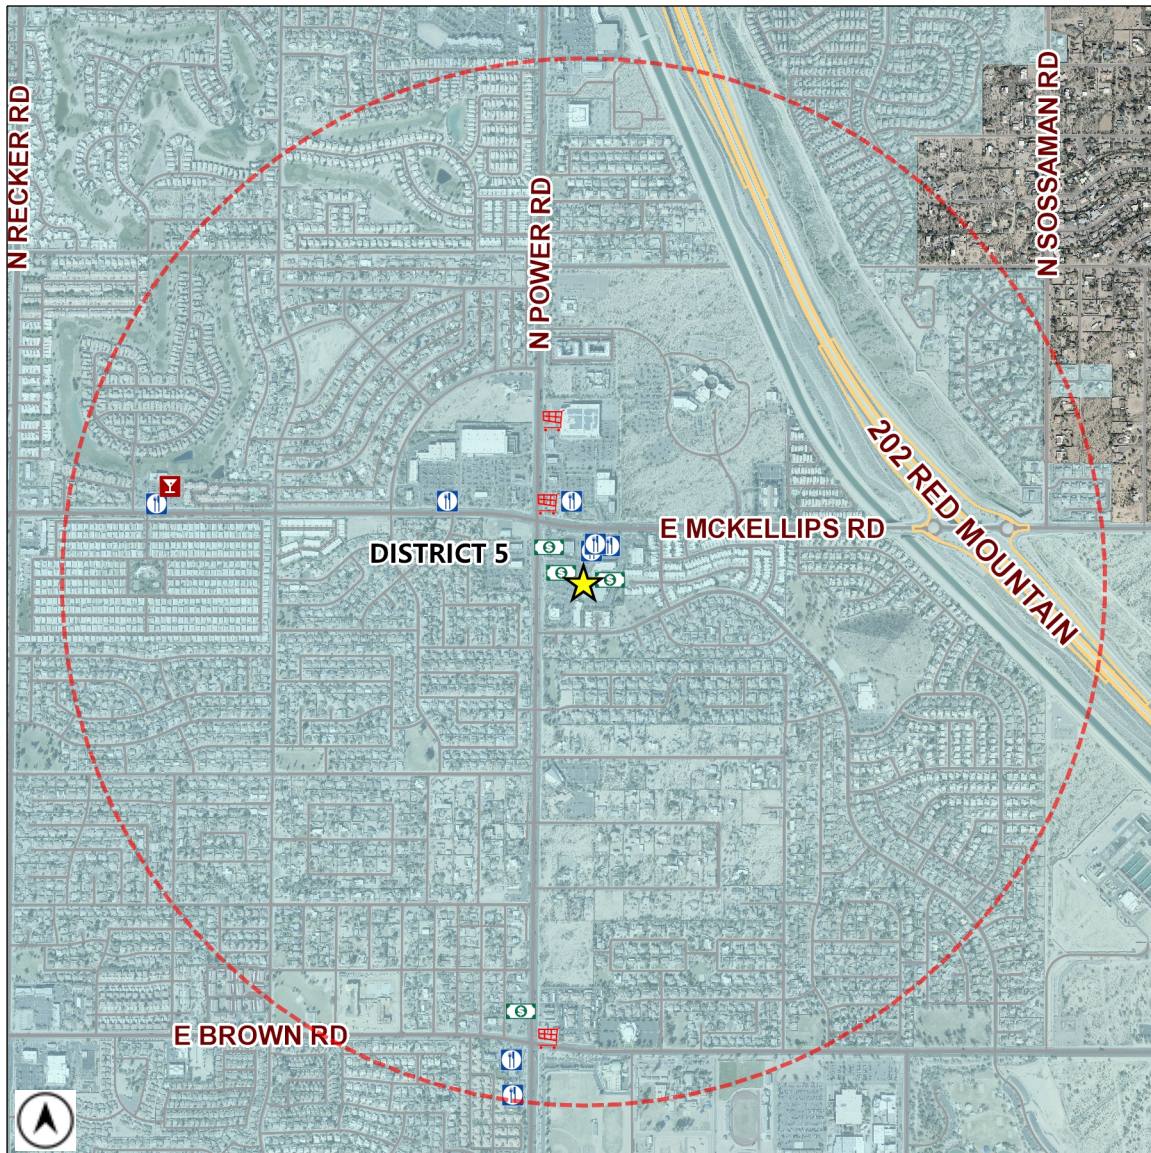 N RECKER RD
N POWER RD
N SOSSAMAN RD
202 RED MOUNTAIN
E MCKELLIPS RD
DISTRICT 5
E BROWN RD